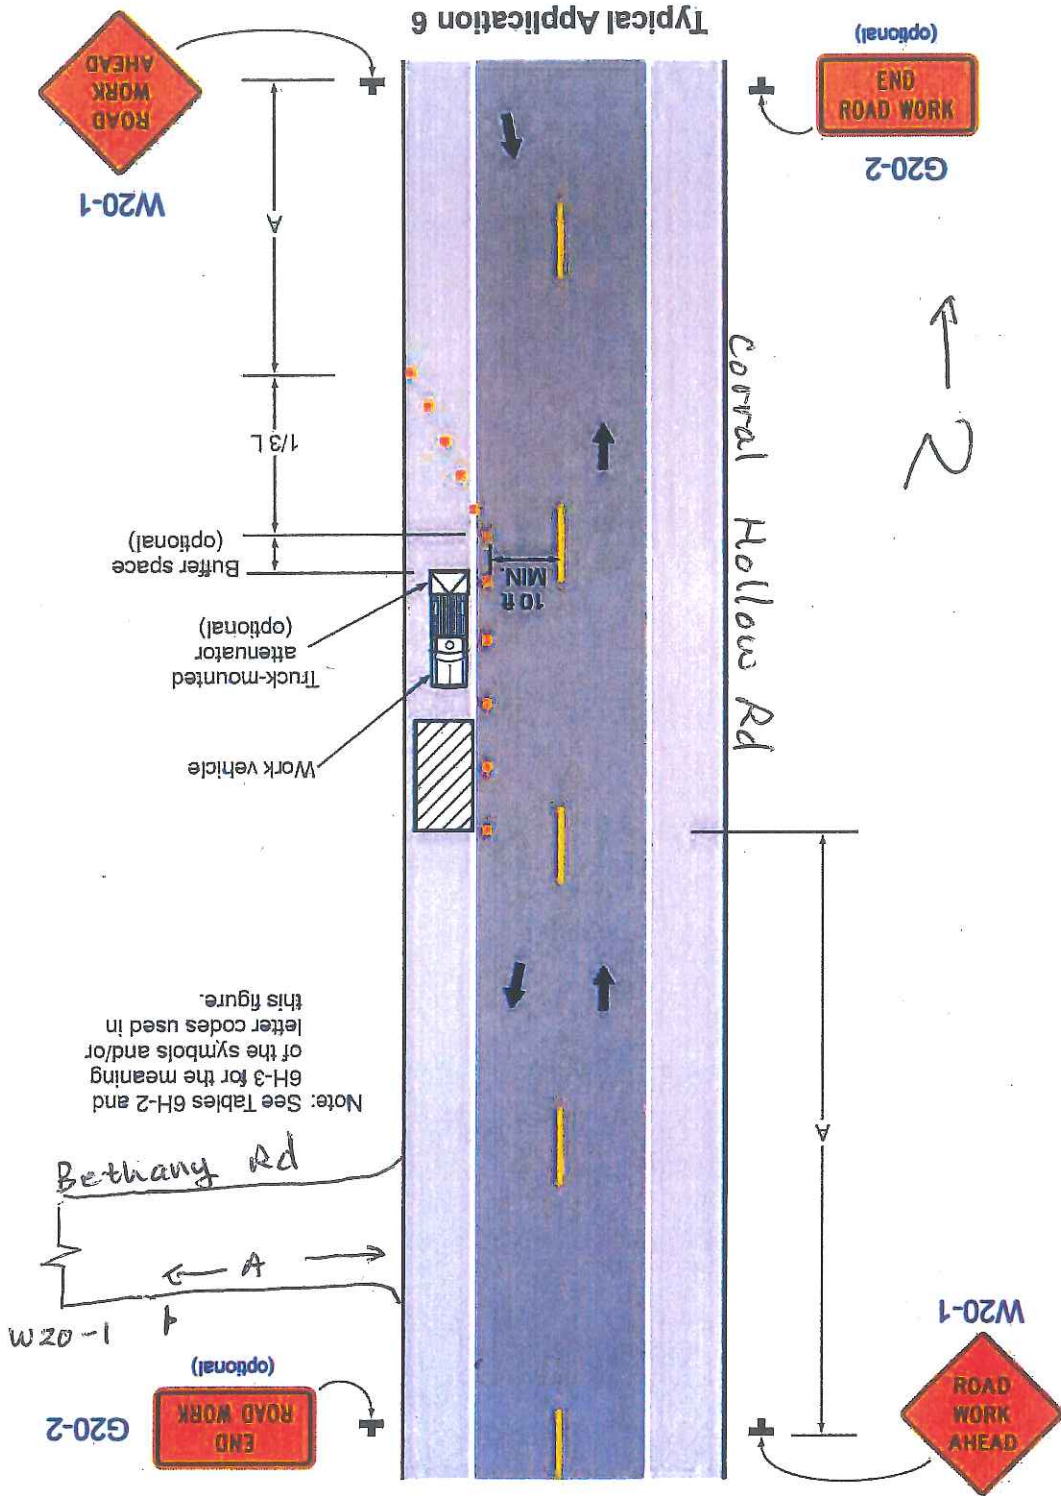 Typical Application 6
ROAD
WORK
AHEAD
W20-1
(optional)
END
ROAD WORK
G20-2
N
A
1/3 L
Buffer space
(optional)
Truck-mounted
attenuator
(optional)
Work vehicle
10 ft
MIN.
Corral Hollow Rd
Note: See Tables 6H-2 and
6H-3 for the meaning
of the symbols and/or
letter codes used in
this figure.
Bethany Rd
A
W20-1
A
(optional)
END
ROAD WORK
G20-2
W20-1
ROAD
WORK
AHEAD